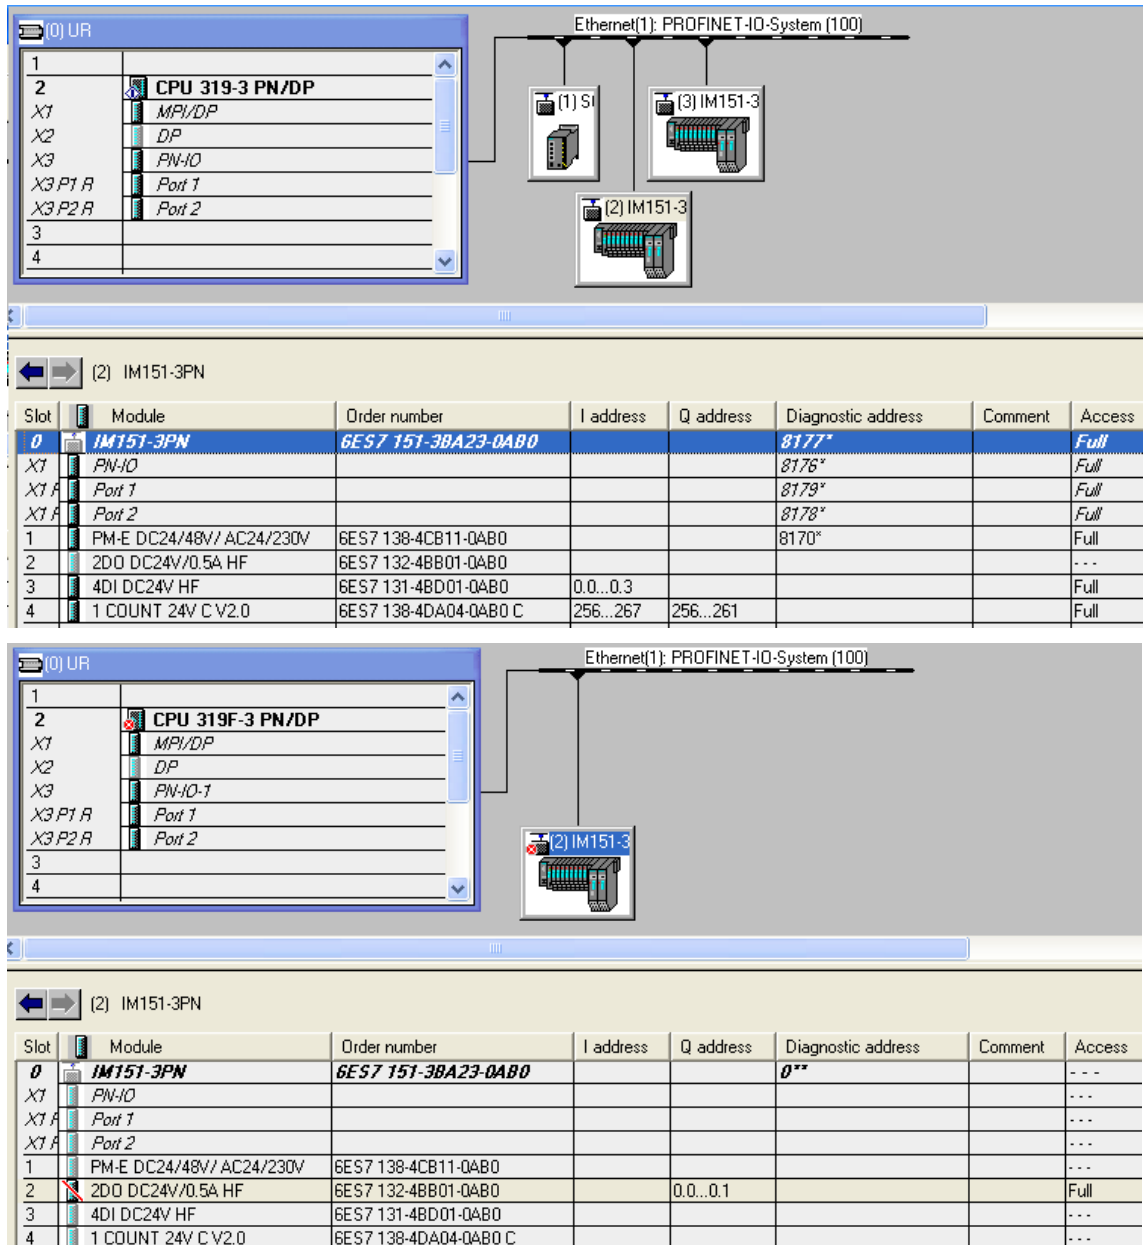 (0) UR
Ethernet(1): PROFINET-IO-System (100)
1
2 CPU 319-3 PN/DP
X1 MPI/DP
X2 DP
X3 PN-IO
X3 P1 R Port 1
X3 P2 R Port 2
3
4
(1) S
(3) IM151-3
(2) IM151-3
(2) IM151-3PN
Slot Module Order number I address Q address Diagnostic address Comment Access
0 IM151-3PN 6ES7 151-3BA23-0AB0 8177* Full
X1 PN-IO 8176* Full
X1 P Port 1 8179* Full
X1 P Port 2 8178* Full
1 PM-E DC24/48V/ AC24/230V 6ES7 138-4CB11-0AB0 8170* Full
2 2DO DC24V/0.5A HF 6ES7 132-4BB01-0AB0 - - -
3 4DI DC24V HF 6ES7 131-4BD01-0AB0 0.0...0.3 Full
4 1 COUNT 24V C V2.0 6ES7 138-4DA04-0AB0 C 256...267 256...261 Full
(0) UR
Ethernet(1): PROFINET-IO-System (100)
1
2 CPU 319F-3 PN/DP
X1 MPI/DP
X2 DP
X3 PN-IO-1
X3 P1 R Port 1
X3 P2 R Port 2
3
4
(2) IM151-3
(2) IM151-3PN
Slot Module Order number I address Q address Diagnostic address Comment Access
0 IM151-3PN 6ES7 151-3BA23-0AB0 0** - - -
X1 PN-IO - - -
X1 P Port 1 - - -
X1 P Port 2 - - -
1 PM-E DC24/48V/ AC24/230V 6ES7 138-4CB11-0AB0 - - -
2 2DO DC24V/0.5A HF 6ES7 132-4BB01-0AB0 0.0...0.1 Full
3 4DI DC24V HF 6ES7 131-4BD01-0AB0 - - -
4 1 COUNT 24V C V2.0 6ES7 138-4DA04-0AB0 C - - -